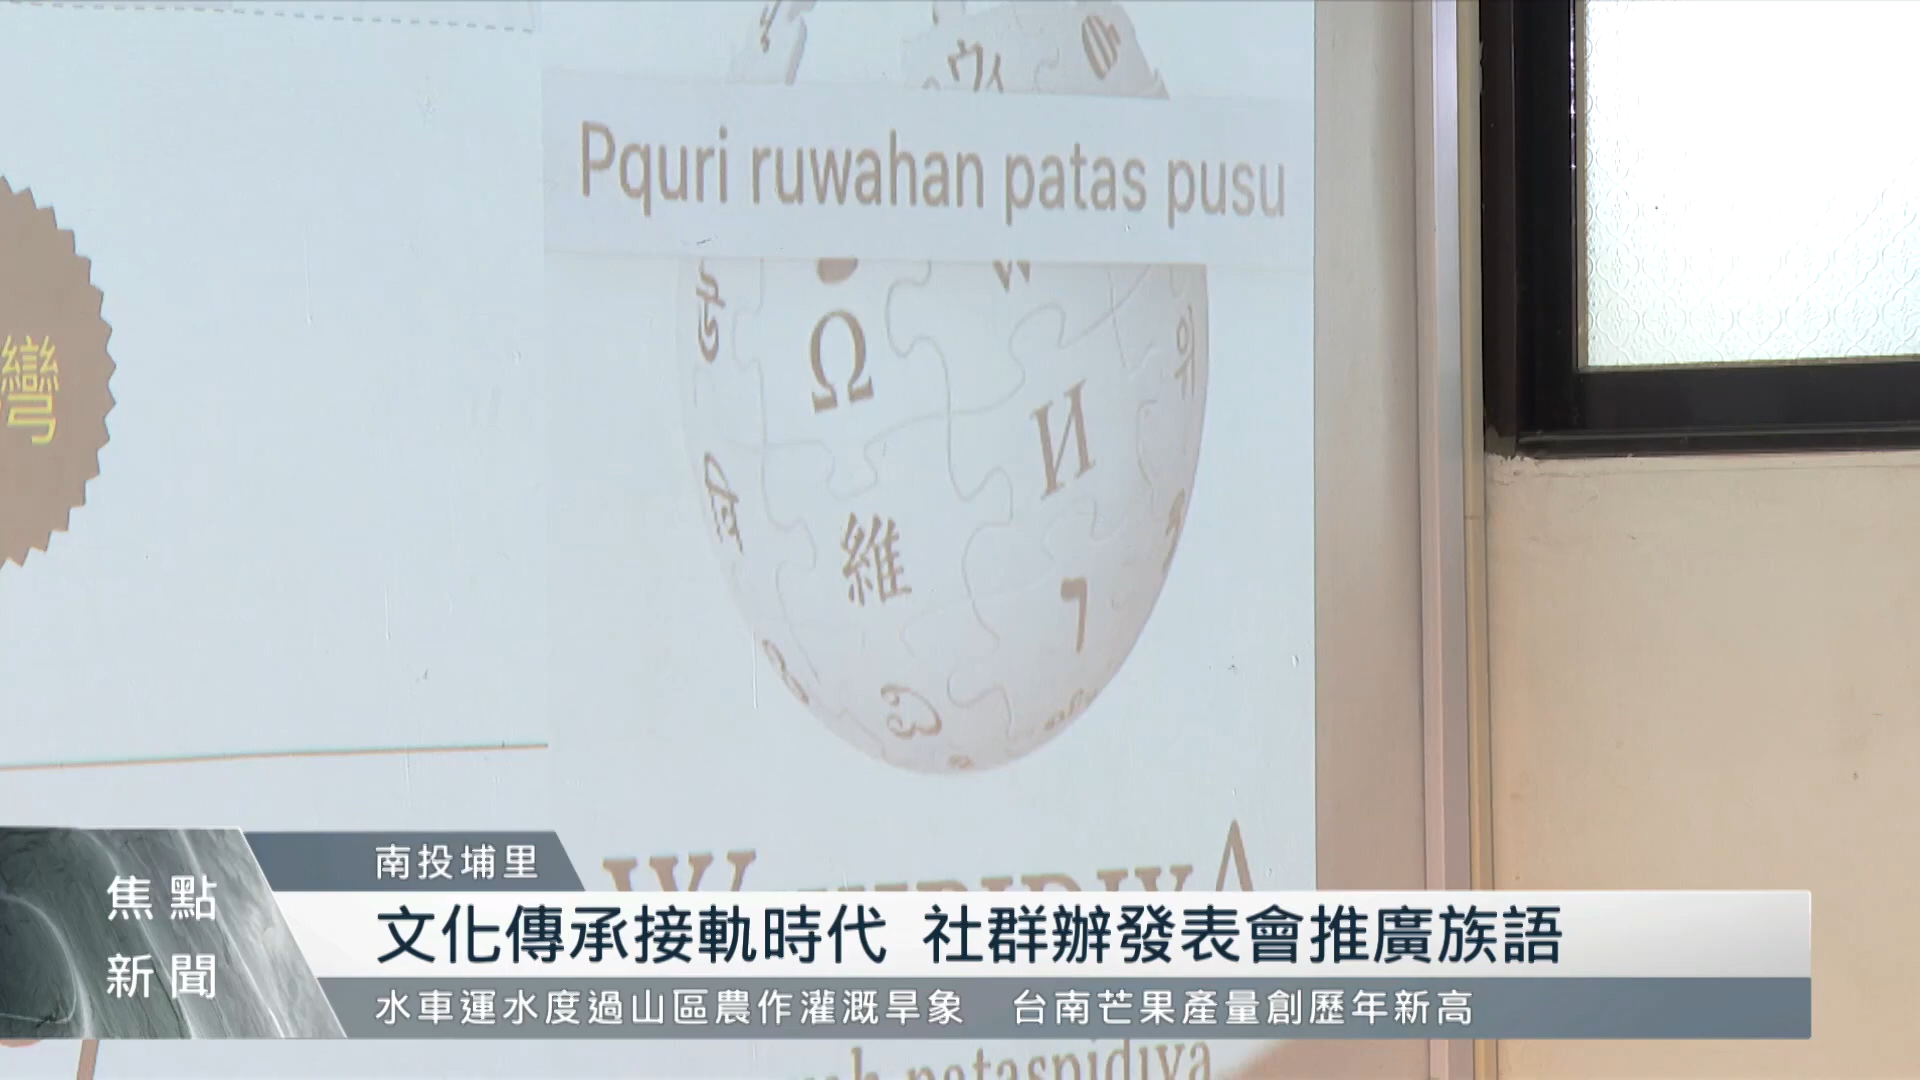 ウィ
Pquri ruwahan patas pusu
W
Ω
И
維
ד
灣
南投埔里
焦點
新聞
文化傳承接軌時代 社群辦發表會推廣族語
水車運水度過山區農作灌溉旱象 台南芒果產量創歷年新高